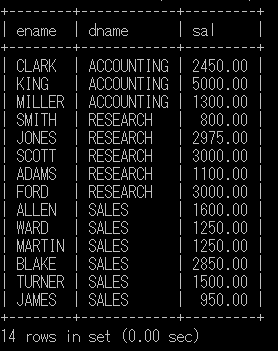 +--------+------------+---------+
| ename | dname | sal |
+--------+------------+---------+
| CLARK | ACCOUNTING | 2450.00 |
| KING | ACCOUNTING | 5000.00 |
| MILLER | ACCOUNTING | 1300.00 |
| SMITH | RESEARCH | 800.00 |
| JONES | RESEARCH | 2975.00 |
| SCOTT | RESEARCH | 3000.00 |
| ADAMS | RESEARCH | 1100.00 |
| FORD | RESEARCH | 3000.00 |
| ALLEN | SALES | 1600.00 |
| WARD | SALES | 1250.00 |
| MARTIN | SALES | 1250.00 |
| BLAKE | SALES | 2850.00 |
| TURNER | SALES | 1500.00 |
| JAMES | SALES | 950.00 |
+--------+------------+---------+
14 rows in set (0.00 sec)